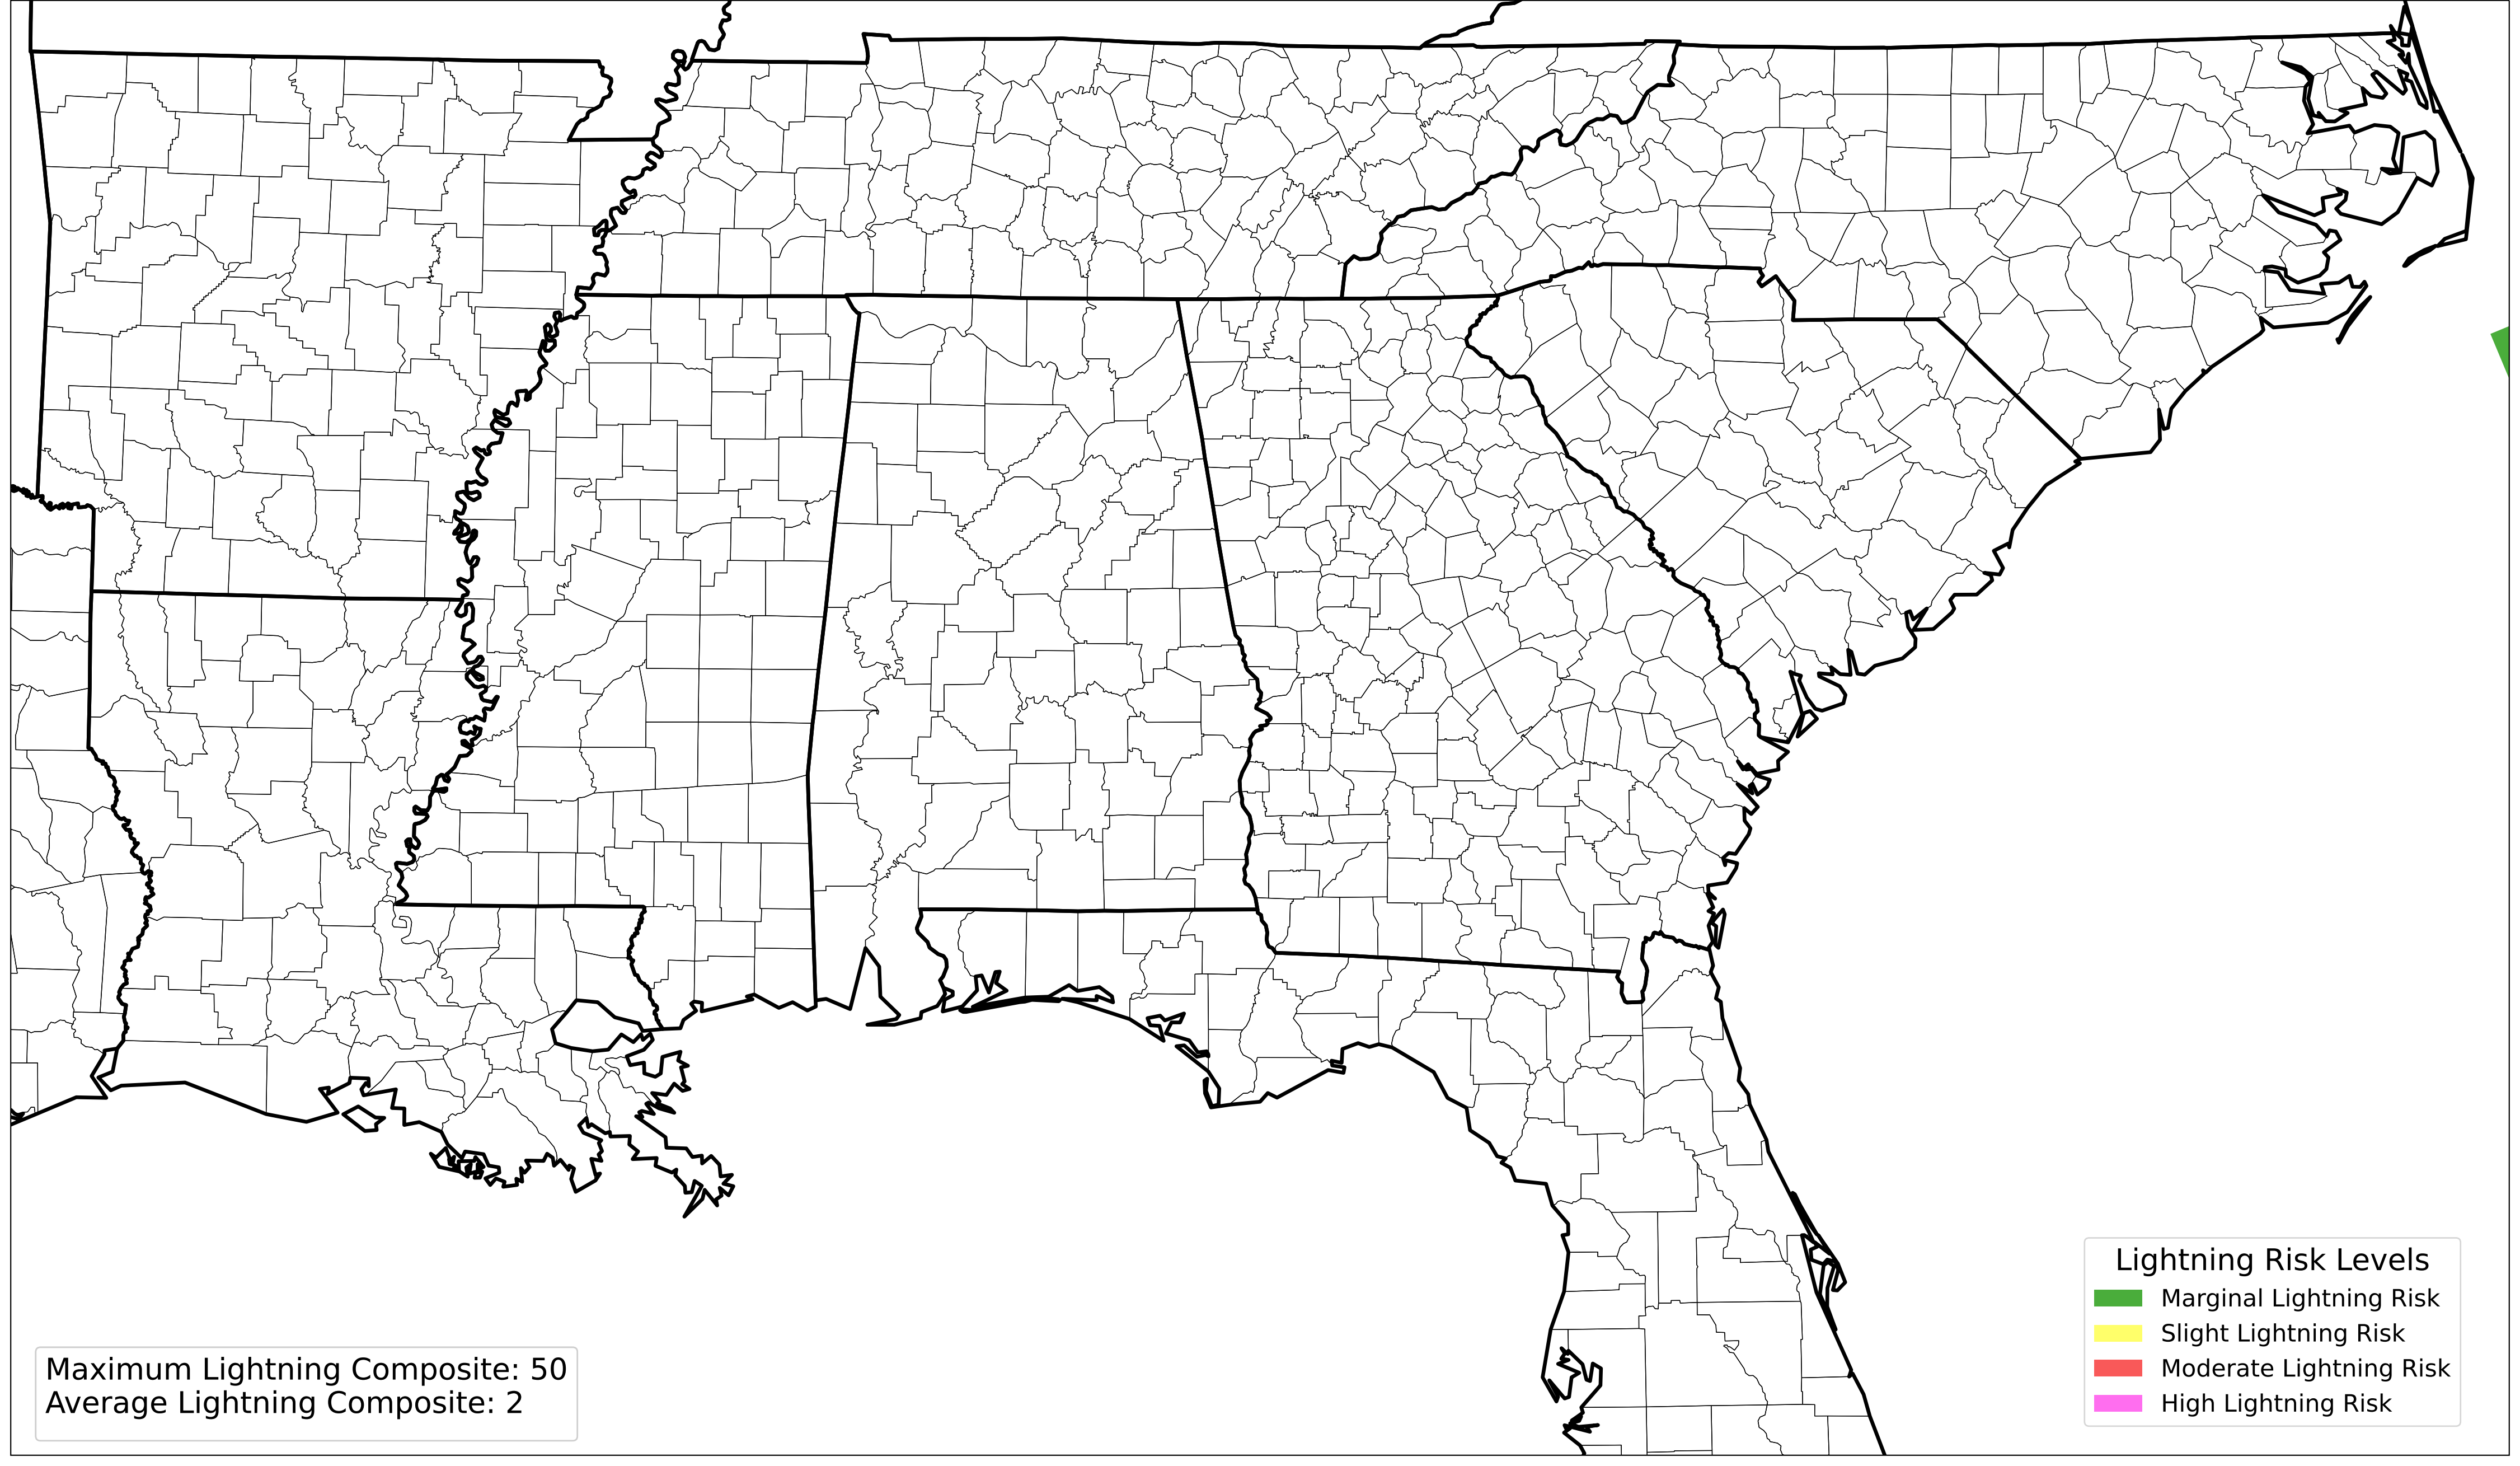 Maximum Lightning Composite: 50
Average Lightning Composite: 2
Lightning Risk Levels
Marginal Lightning Risk
Slight Lightning Risk
Moderate Lightning Risk
High Lightning Risk